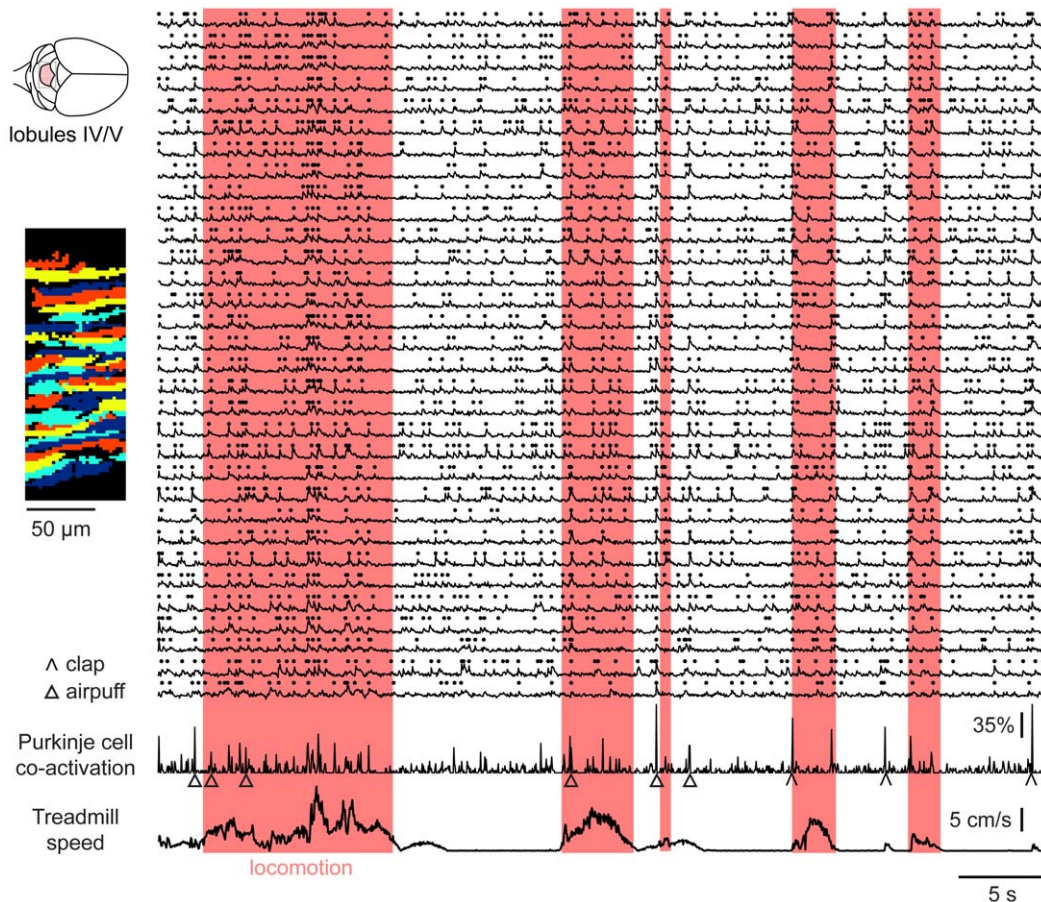 lobules IV/V
50 µm
∧ clap
△ airpuff
35%
Purkinje cell
co-activation
Treadmill
speed
5 cm/s
locomotion
5 s